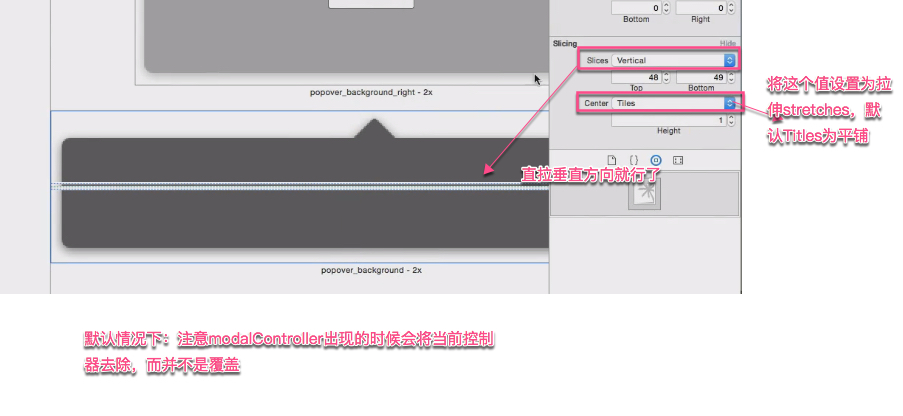 0 0
Bottom Right
Slicing Hide
Slices Vertical
48 49
Top Bottom
Center Tiles
1
Height
popover_background_right - 2x
将这个值设置为拉
伸stretches，默
认Titles为平铺
直拉垂直方向就行了
popover_background - 2x
默认情况下：注意modalController出现的时候会将当前控制
器去除，而并不是覆盖